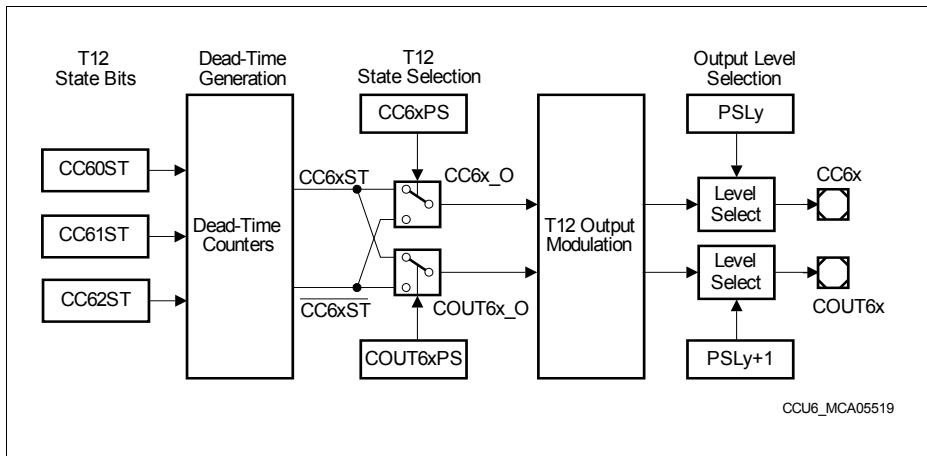 T12
State Bits
Dead-Time
Generation
T12
State Selection
Output Level
Selection
CC6xPS
PSLy
CC60ST
CC61ST
CC62ST
Dead-Time
Counters
CC6xST
CC6xST
CC6x_O
COUT6x_O
COUT6xPS
T12 Output
Modulation
Level
Select
Level
Select
CC6x
COUT6x
PSLy+1
CCU6_MCA05519